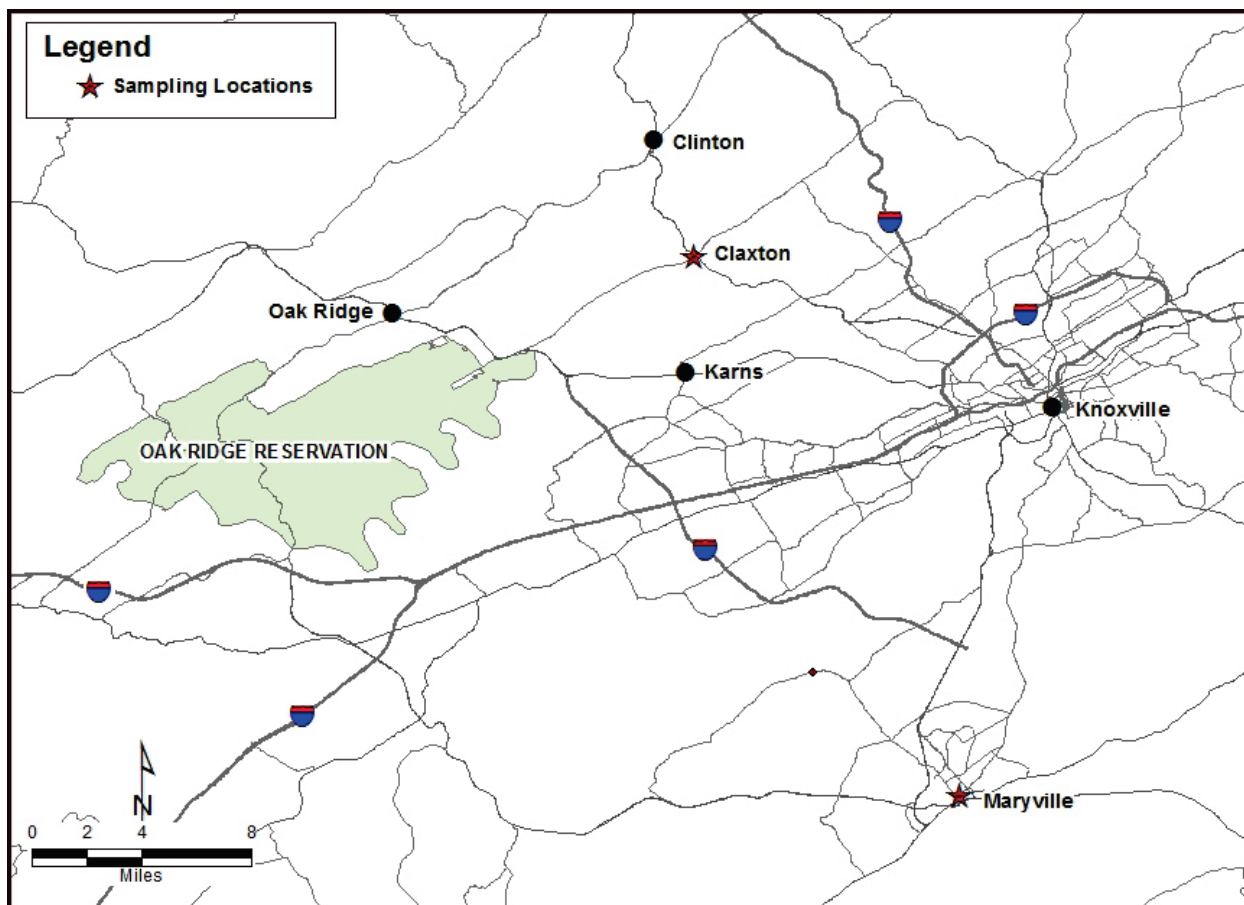 Legend
Sampling Locations
Clinton
Claxton
Oak Ridge
Karns
Knoxville
OAK RIDGE RESERVATION
Maryville
N
0 2 4 8
Miles